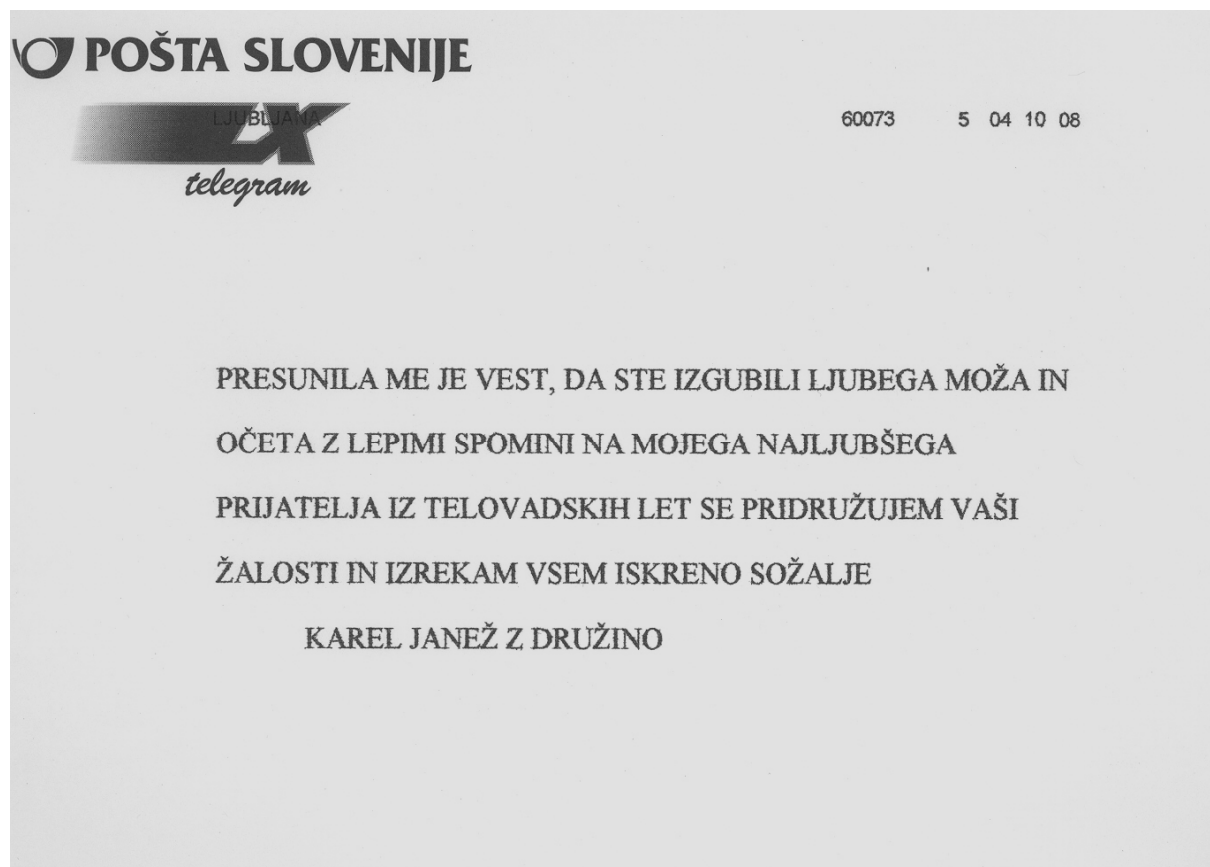 POŠTA SLOVENIJE
LJUBLJANA 60073 5 04 10 08
LX
telegram
PRESUNILA ME JE VEST, DA STE IZGUBILI LJUBEGA MOŽA IN
OČETA Z LEPIMI SPOMINI NA MOJEGA NAJLJUBŠEGA
PRIJATELJA IZ TELOVADSKIH LET SE PRIDRUŽUJEM VAŠI
ŽALOSTI IN IZREKAM VSEM ISKRENO SOŽALJE
KAREL JANEŽ Z DRUŽINO